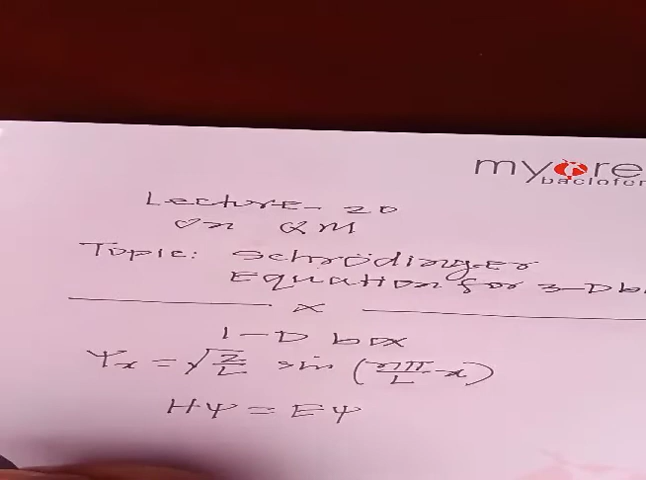 myore
baclofen
Lecture- 20
on QM
Topic: Schrödinger
Equation for 3-D b
x
1-D box
Ψx = √2/L sin (nπ/L x)
HΨ = EΨ